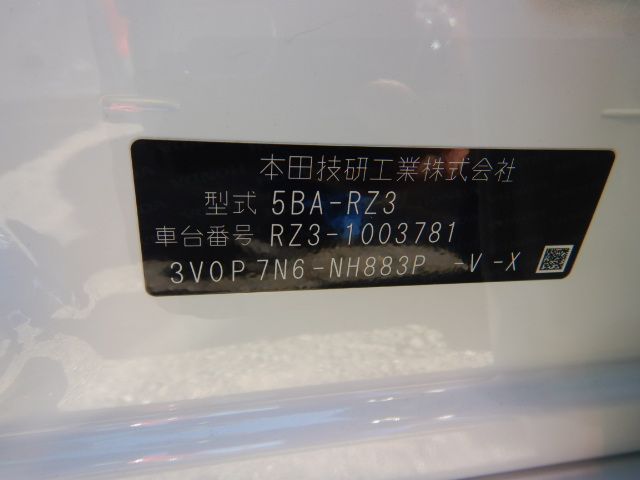 本田技研工業株式会社
型式 5BA-RZ3
車台番号 RZ3-1003781
3V0P 7N6-NH883P -V -X